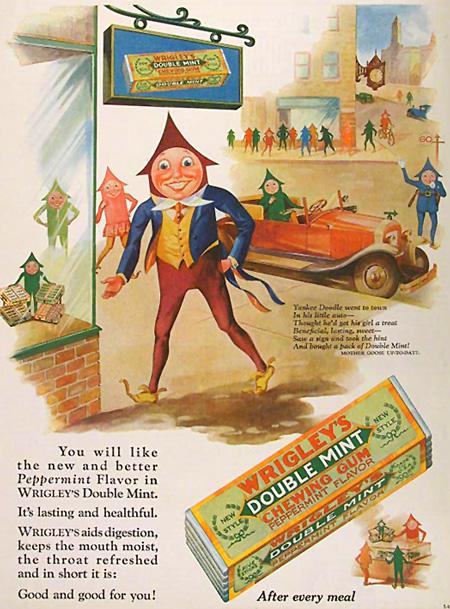 WRIGLEY'S
DOUBLE MINT
CHEWING GUM
DOUBLE MINT
GO
Yankee Doodle went to town
In his little auto—
Thought he'd get his girl a treat
Beneficial, lasting, sweet—
Saw a sign and took the hint
And bought a pack of Double Mint!
MOTHER GOOSE UP-TO-DATE.
You will like
the new and better
Peppermint Flavor in
WRIGLEY'S Double Mint.
It's lasting and healthful.
WRIGLEY'S aids digestion,
keeps the mouth moist,
the throat refreshed
and in short it is:
Good and good for you!
WRIGLEY'S
DOUBLE MINT
CHEWING GUM
PEPPERMINT FLAVOR
NEW
STYLE
NEW
STYLE
WRIGLEY'S
DOUBLE MINT
PEPPERMINT FLAVOR
After every meal